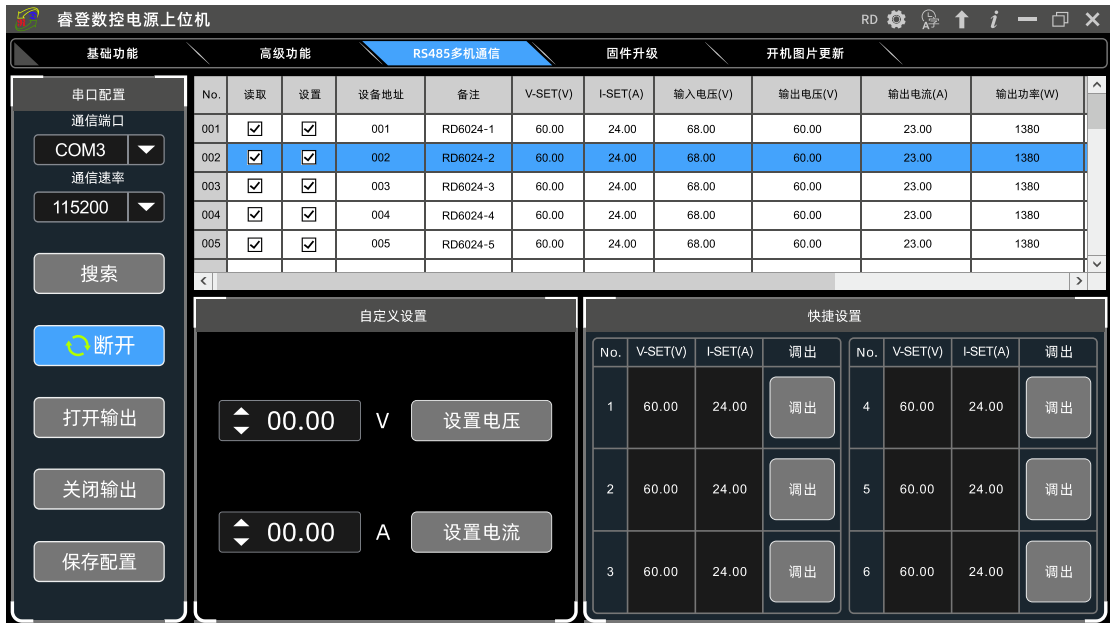 睿登数控电源上位机 RD
基础功能 高级功能 RS485多机通信 固件升级 开机图片更新
串口配置
通信端口
COM3
通信速率
115200
搜索
断开
打开输出
关闭输出
保存配置
No. 读取 设置 设备地址 备注 V-SET(V) I-SET(A) 输入电压(V) 输出电压(V) 输出电流(A) 输出功率(W)
001 001 RD6024-1 60.00 24.00 68.00 60.00 23.00 1380
002 002 RD6024-2 60.00 24.00 68.00 60.00 23.00 1380
003 003 RD6024-3 60.00 24.00 68.00 60.00 23.00 1380
004 004 RD6024-4 60.00 24.00 68.00 60.00 23.00 1380
005 005 RD6024-5 60.00 24.00 68.00 60.00 23.00 1380
自定义设置
00.00 V 设置电压
00.00 A 设置电流
快捷设置
No. V-SET(V) I-SET(A) 调出 No. V-SET(V) I-SET(A) 调出
1 60.00 24.00 调出 4 60.00 24.00 调出
2 60.00 24.00 调出 5 60.00 24.00 调出
3 60.00 24.00 调出 6 60.00 24.00 调出